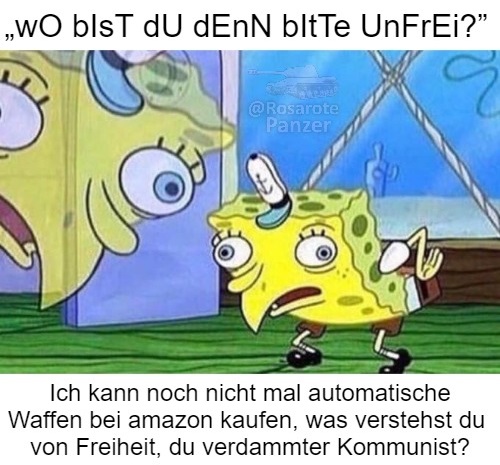 „wO bIsT dU dEnN bItTe UnFrEi?”
@Rosarote
Panzer
Ich kann noch nicht mal automatische
Waffen bei amazon kaufen, was verstehst du
von Freiheit, du verdammter Kommunist?